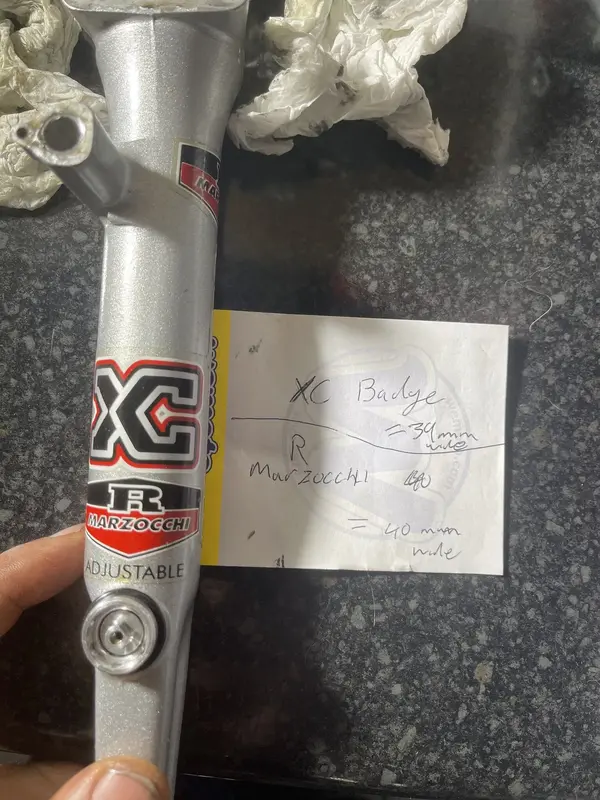 XC
R
MARZOCCHI
ADJUSTABLE
XC Badge
= 34mm
wide
R
Marzocchi
= 40 mm
wide